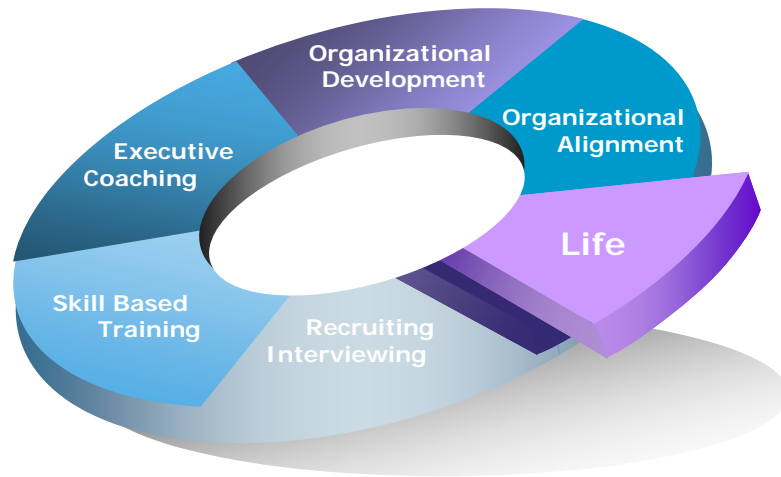 Organizational
Development
Organizational
Alignment
Executive
Coaching
Life
Skill Based
Training
Recruiting
Interviewing